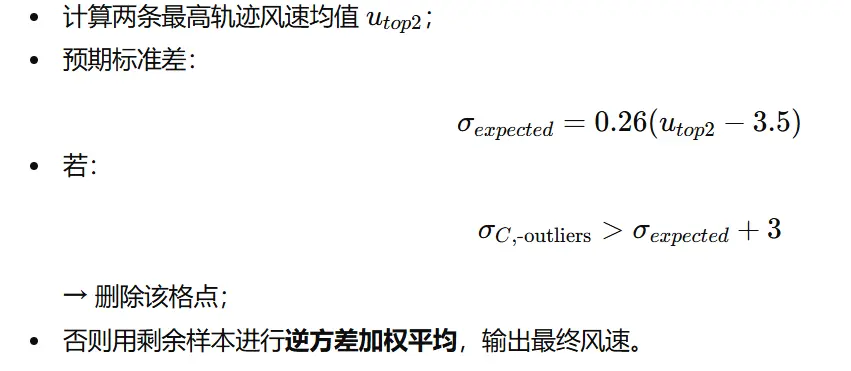 • 计算两条最高轨迹风速均值 $u_{top2}$；
• 预期标准差：
$\sigma_{expected} = 0.26(u_{top2} - 3.5)$
• 若：
$\sigma_{C,\text{-outliers}} > \sigma_{expected} + 3$
→ 删除该格点；
• 否则用剩余样本进行逆方差加权平均，输出最终风速。